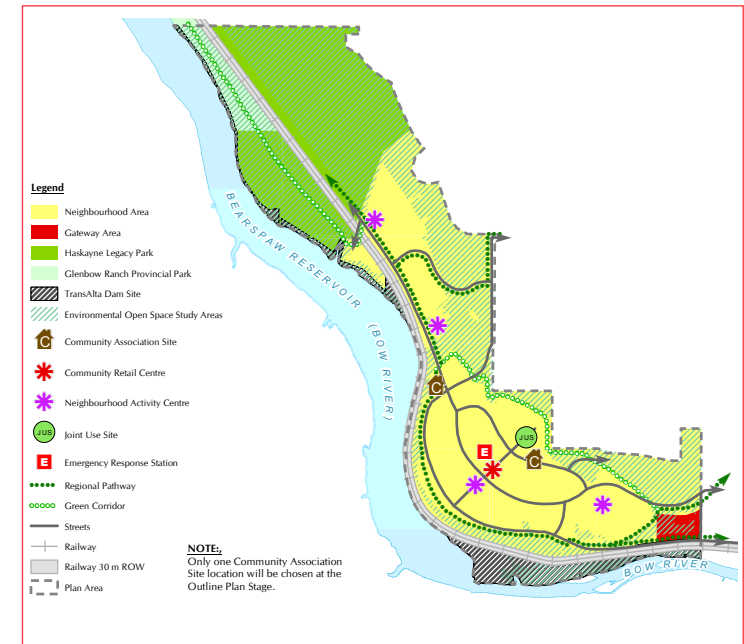 Legend
Neighbourhood Area
Gateway Area
Haskayne Legacy Park
Glenbow Ranch Provincial Park
TransAlta Dam Site
Environmental Open Space Study Areas
C
Community Association Site
Community Retail Centre
Neighbourhood Activity Centre
JUS
Joint Use Site
E
Emergency Response Station
Regional Pathway
Green Corridor
Streets
Railway
Railway 30 m ROW
Plan Area
NOTE:,
Only one Community Association
Site location will be chosen at the
Outline Plan Stage.
BEARSPAW RESERVOIR (BOW RIVER)
C
JUS
E
C
BOW RIVER